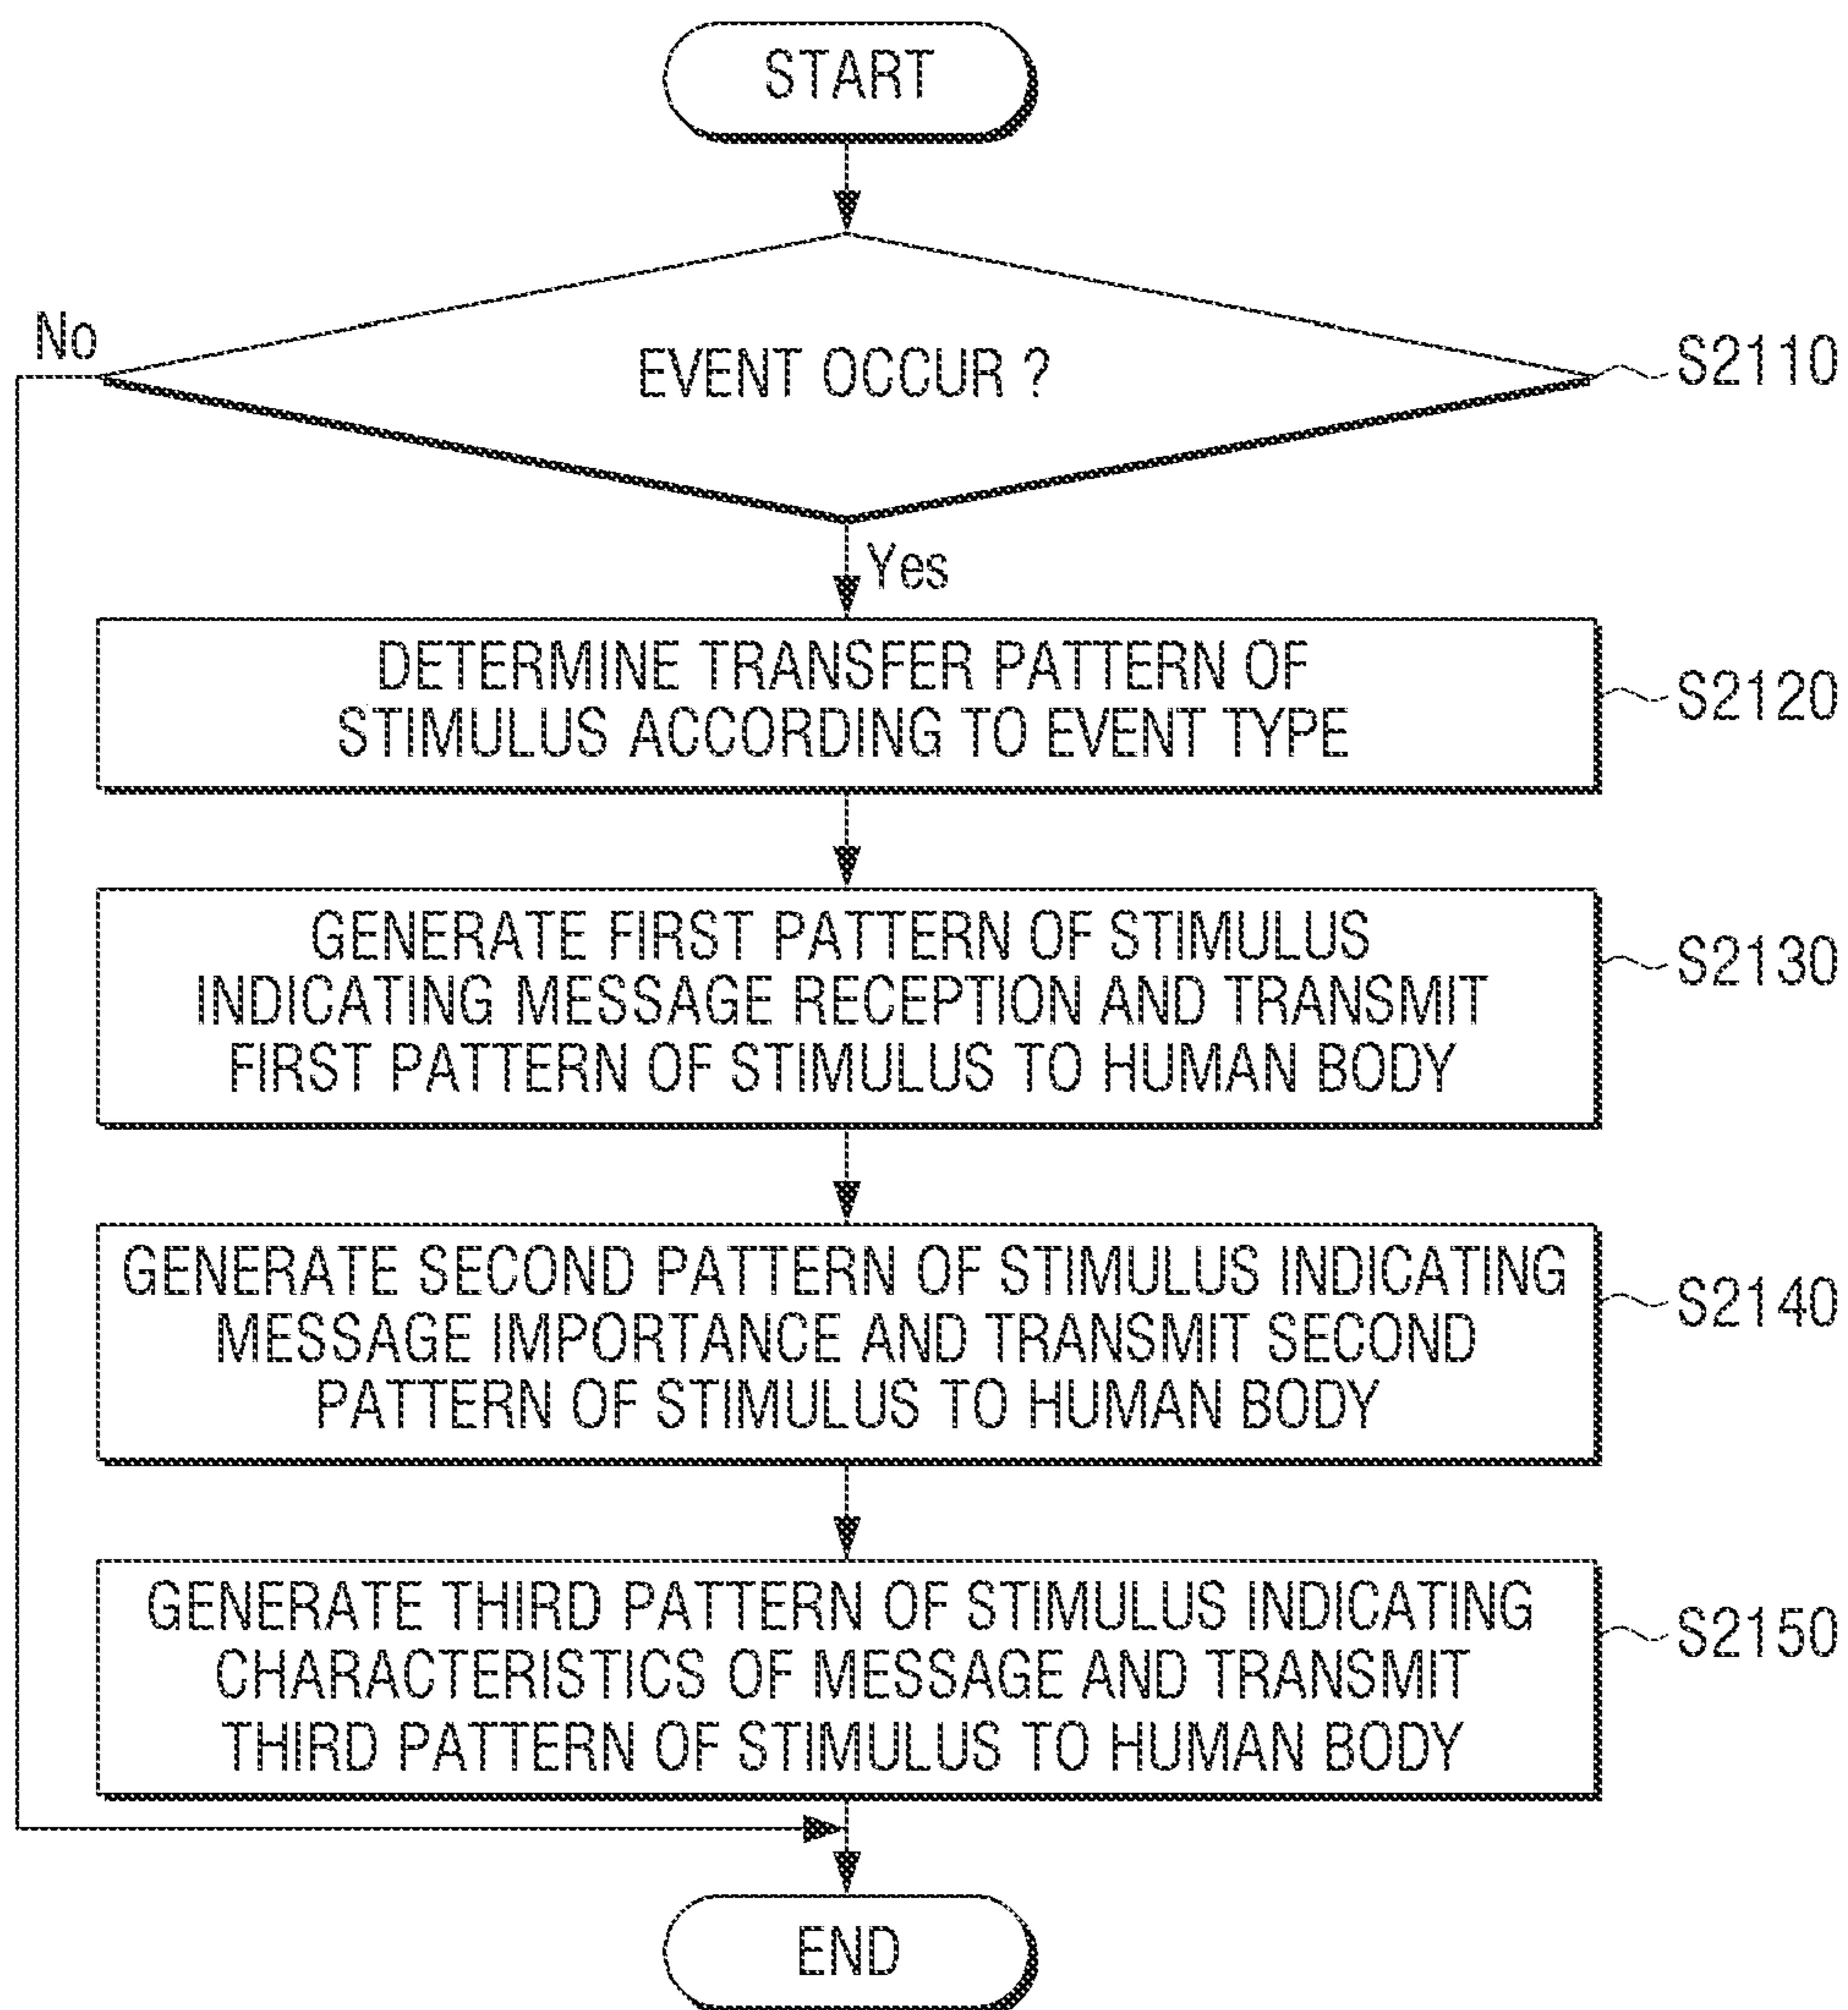 START
No
EVENT OCCUR ?
S2110
Yes
DETERMINE TRANSFER PATTERN OF
STIMULUS ACCORDING TO EVENT TYPE
S2120
GENERATE FIRST PATTERN OF STIMULUS
INDICATING MESSAGE RECEPTION AND TRANSMIT
FIRST PATTERN OF STIMULUS TO HUMAN BODY
S2130
GENERATE SECOND PATTERN OF STIMULUS INDICATING
MESSAGE IMPORTANCE AND TRANSMIT SECOND
PATTERN OF STIMULUS TO HUMAN BODY
S2140
GENERATE THIRD PATTERN OF STIMULUS INDICATING
CHARACTERISTICS OF MESSAGE AND TRANSMIT
THIRD PATTERN OF STIMULUS TO HUMAN BODY
S2150
END